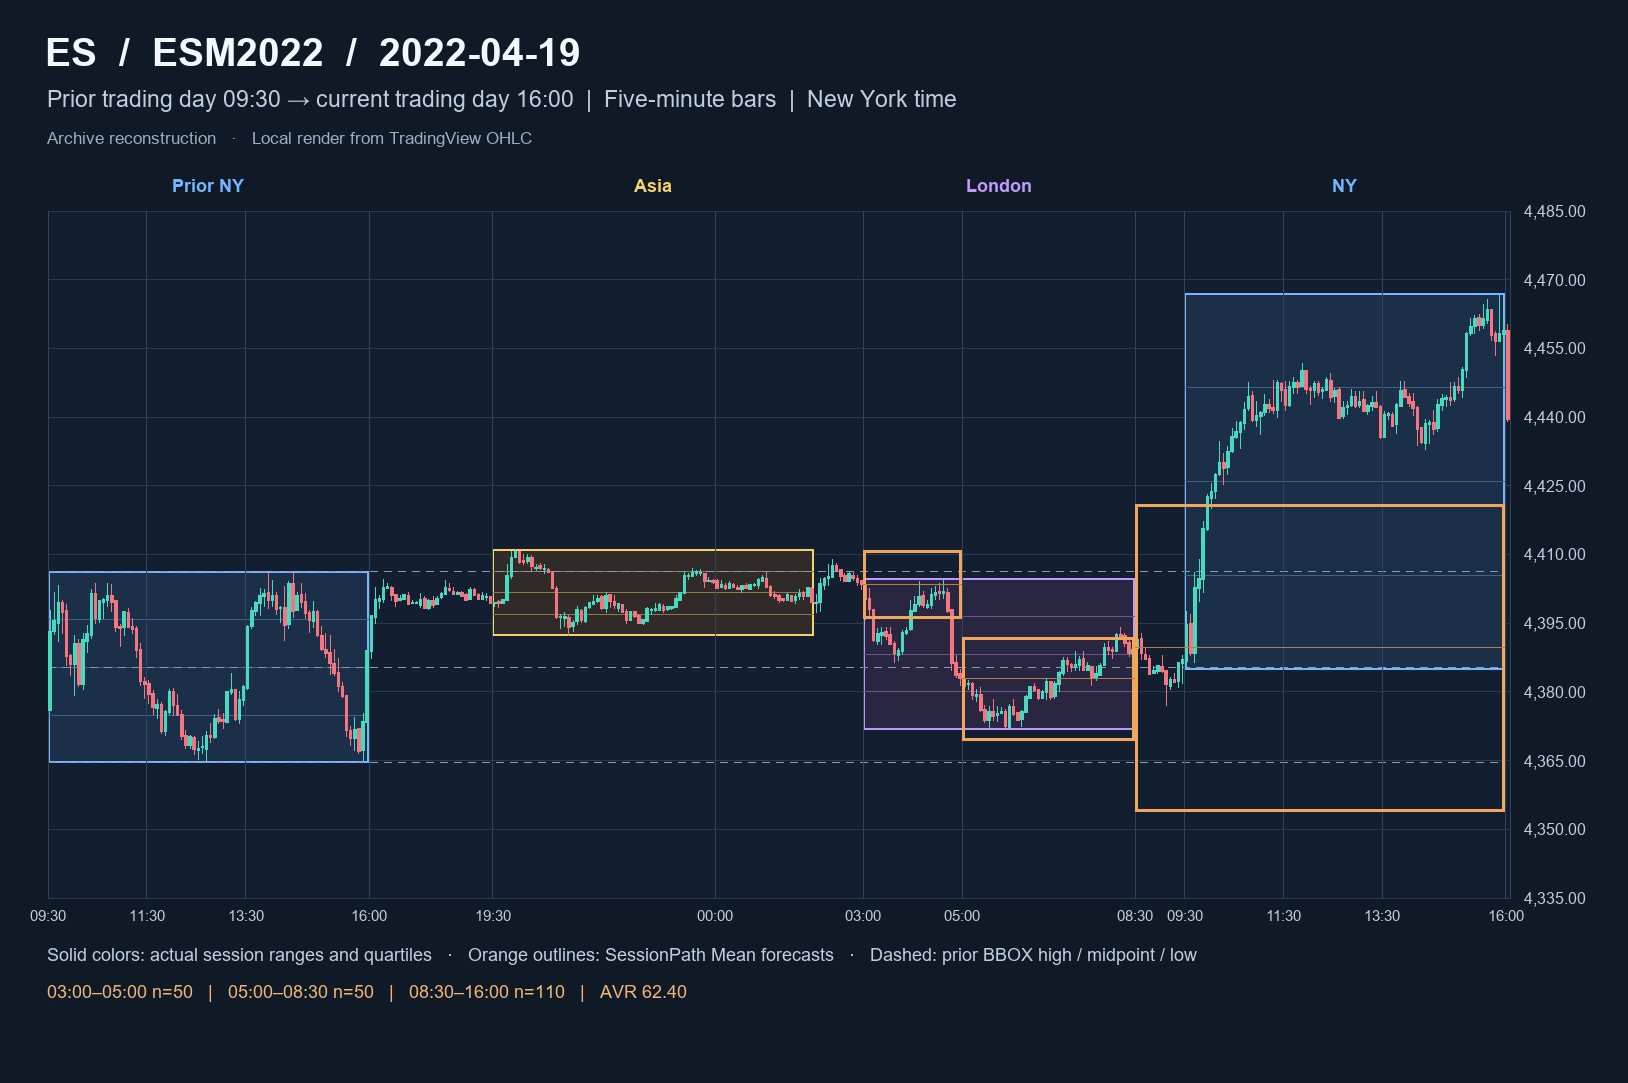 ES / ESM2022 / 2022-04-19
Prior trading day 09:30 → current trading day 16:00 | Five-minute bars | New York time
Archive reconstruction · Local render from TradingView OHLC
Prior NY Asia London NY
4,485.00
4,470.00
4,455.00
4,440.00
4,425.00
4,410.00
4,395.00
4,380.00
4,365.00
4,350.00
4,335.00
09:30 11:30 13:30 16:00 19:30 00:00 03:00 05:00 08:30 09:30 11:30 13:30 16:00
Solid colors: actual session ranges and quartiles · Orange outlines: SessionPath Mean forecasts · Dashed: prior BBOX high / midpoint / low
03:00–05:00 n=50 | 05:00–08:30 n=50 | 08:30–16:00 n=110 | AVR 62.40